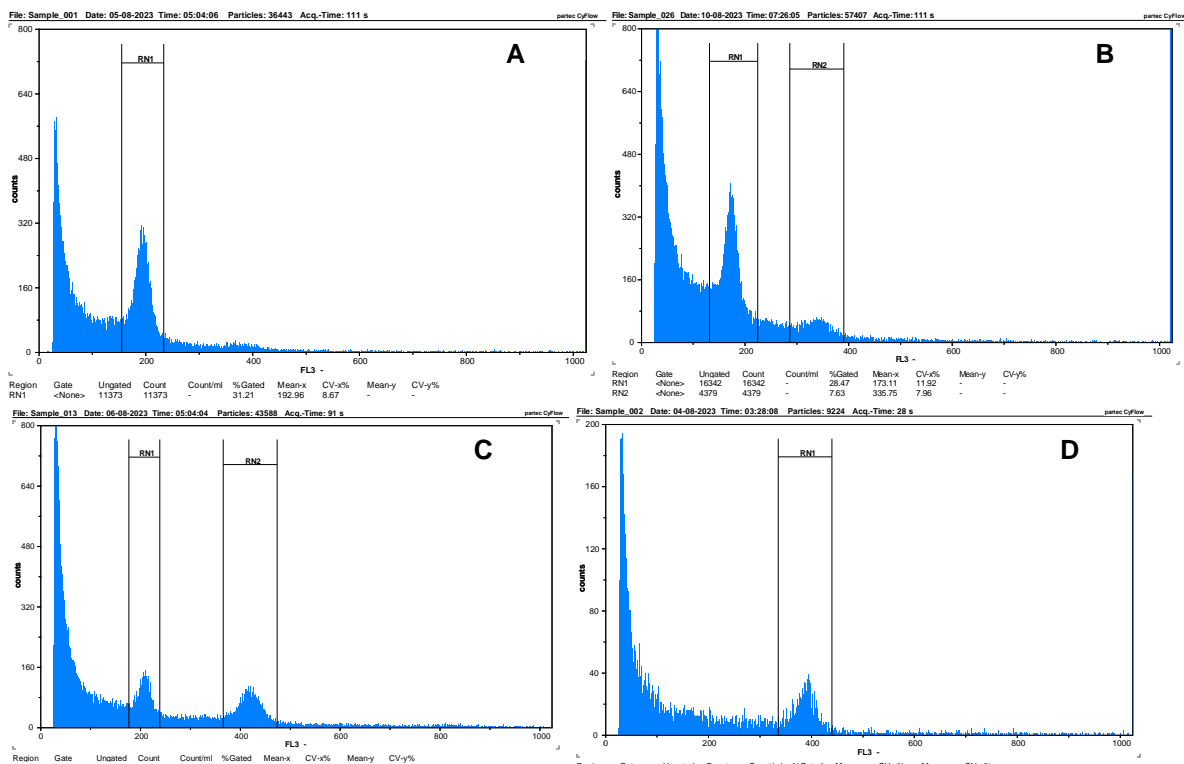 File: Sample_001 Date: 05-08-2023 Time: 05:04:06 Particles: 36443 Acq.-Time: 111 s partec CyFlow
A
RN1
800
640
480
320
160
0
counts
0 200 400 600 800 1000
FL3 -
Region Gate Ungated Count Count/ml %Gated Mean-x CV-x% Mean-y CV-y%
RN1 <None> 11373 11373 - 31.21 192.96 8.67 - -
File: Sample_026 Date: 10-08-2023 Time: 07:26:05 Particles: 57407 Acq.-Time: 111 s partec CyFlow
B
RN1
RN2
800
640
480
320
160
0
counts
0 200 400 600 800 1000
FL3 -
Region Gate Ungated Count Count/ml %Gated Mean-x CV-x% Mean-y CV-y%
RN1 <None> 16342 16342 - 28.47 173.11 11.92 - -
RN2 <None> 4379 4379 - 7.63 335.75 7.96 - -
File: Sample_013 Date: 06-08-2023 Time: 05:04:04 Particles: 43588 Acq.-Time: 91 s partec CyFlow
C
RN1
RN2
800
640
480
320
160
0
counts
0 200 400 600 800 1000
FL3 -
Region Gate Ungated Count Count/ml %Gated Mean-x CV-x% Mean-y CV-y%
File: Sample_002 Date: 04-08-2023 Time: 03:28:08 Particles: 9224 Acq.-Time: 28 s partec CyFlow
D
RN1
200
160
120
80
40
0
counts
0 200 400 600 800 1000
FL3 -